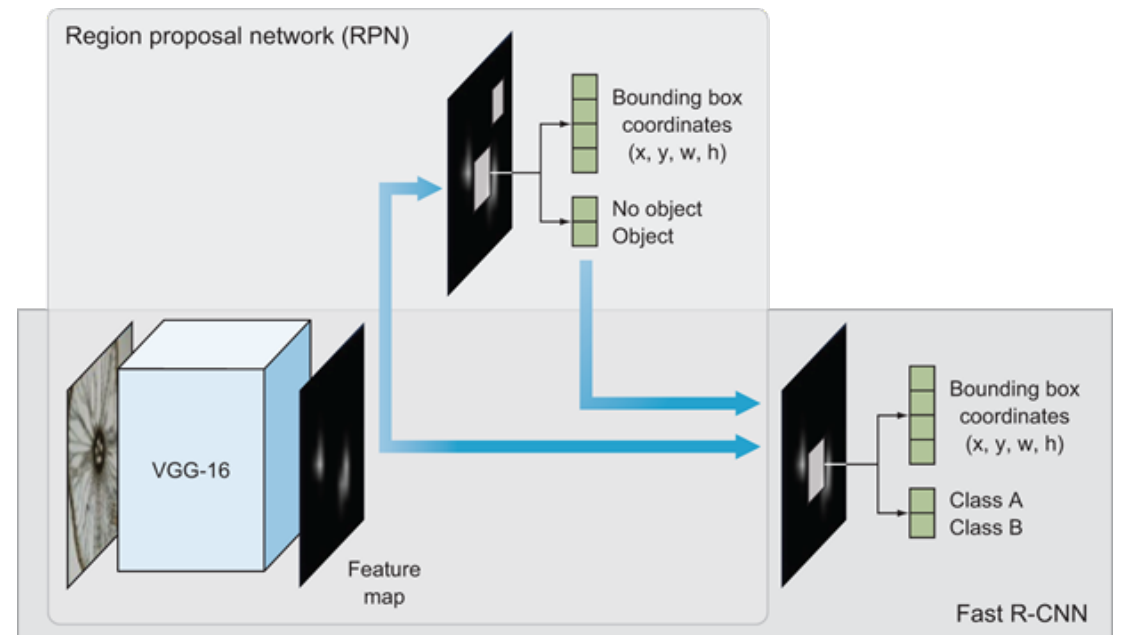 Region proposal network (RPN)
Bounding box
coordinates
(x, y, w, h)
No object
Object
VGG-16
Feature
map
Bounding box
coordinates
(x, y, w, h)
Class A
Class B
Fast R-CNN